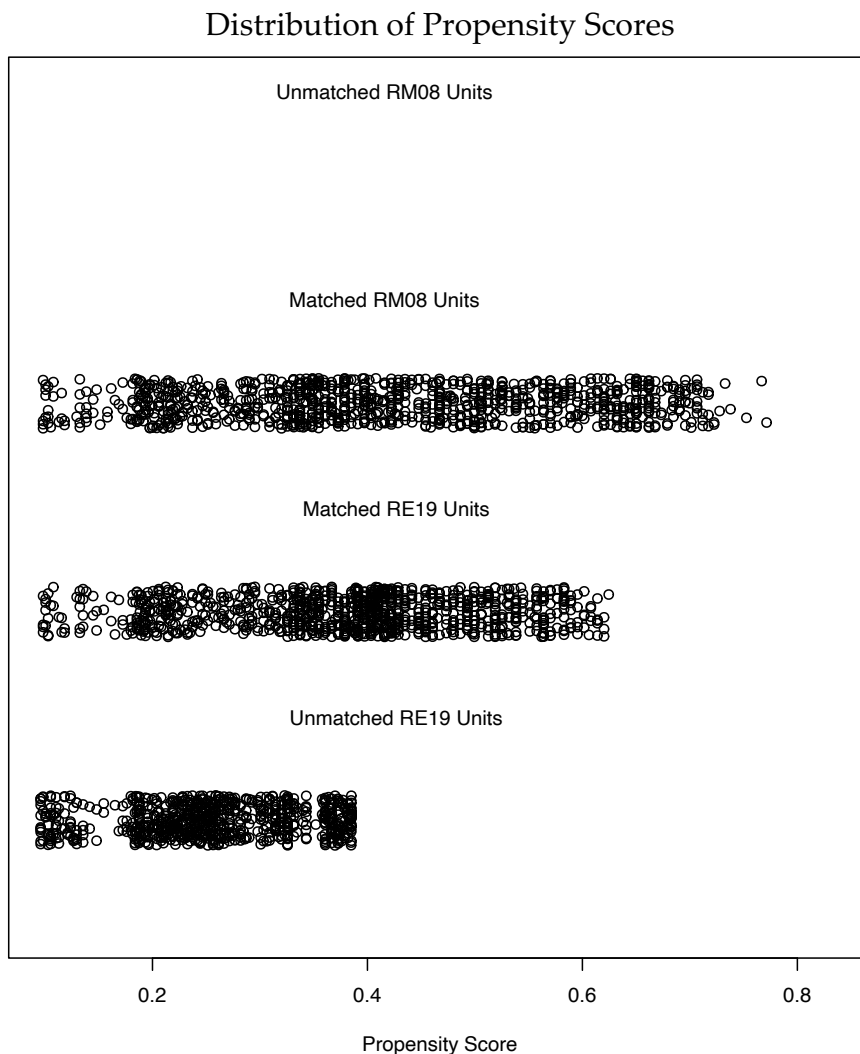 Distribution of Propensity Scores
Unmatched RM08 Units
Matched RM08 Units
Matched RE19 Units
Unmatched RE19 Units
0.2 0.4 0.6 0.8
Propensity Score